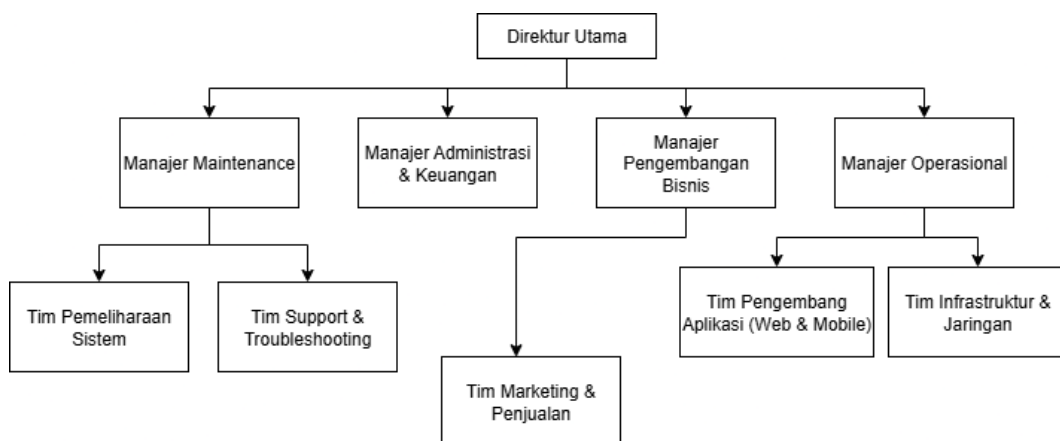 Direktur Utama
Manajer Maintenance
Manajer Administrasi
& Keuangan
Manajer
Pengembangan
Bisnis
Manajer Operasional
Tim Pemeliharaan
Sistem
Tim Support &
Troubleshooting
Tim Pengembang
Aplikasi (Web & Mobile)
Tim Infrastruktur &
Jaringan
Tim Marketing &
Penjualan